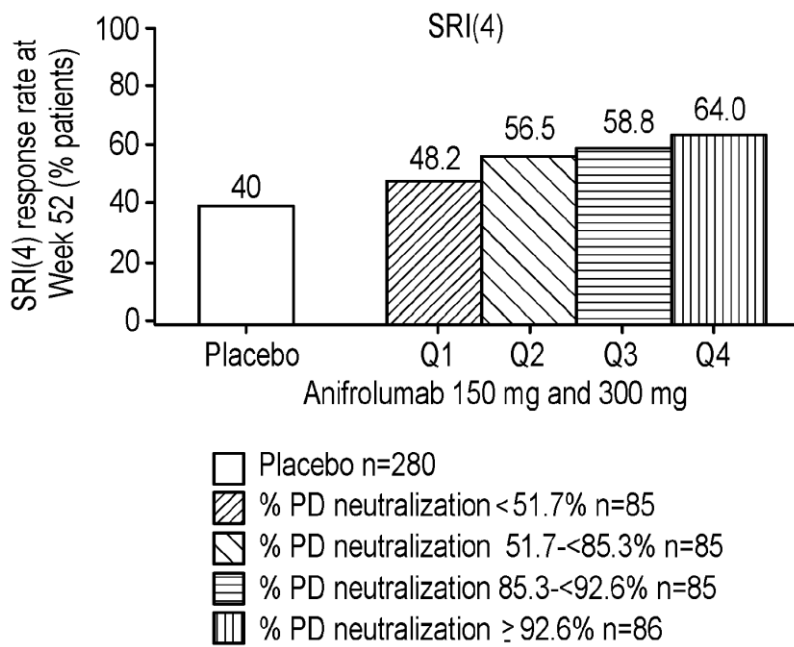 SRI(4)
SRI(4) response rate at
Week 52 (% patients)
100
80
60
40
20
0
40
48.2
56.5
58.8
64.0
Placebo
Q1
Q2
Q3
Q4
Anifrolumab 150 mg and 300 mg
Placebo n=280
% PD neutralization <51.7% n=85
% PD neutralization 51.7-<85.3% n=85
% PD neutralization 85.3-<92.6% n=85
% PD neutralization ≥ 92.6% n=86